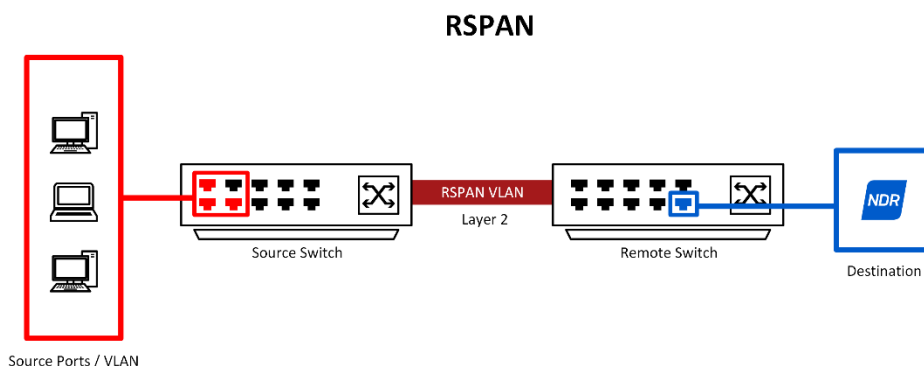 RSPAN
RSPAN VLAN
Layer 2
NDR
Source Switch
Remote Switch
Destination
Source Ports / VLAN